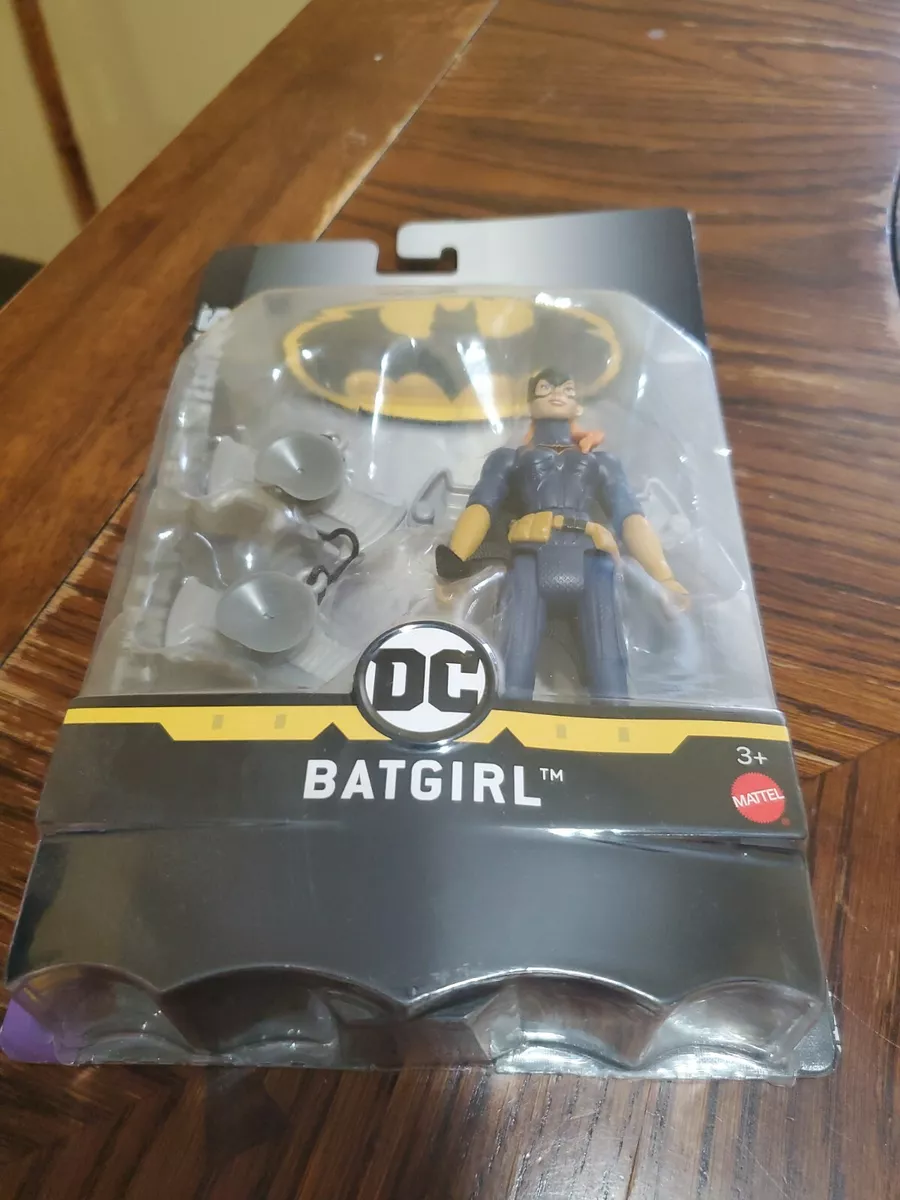 DC
BATGIRL™
3+
MATTEL®